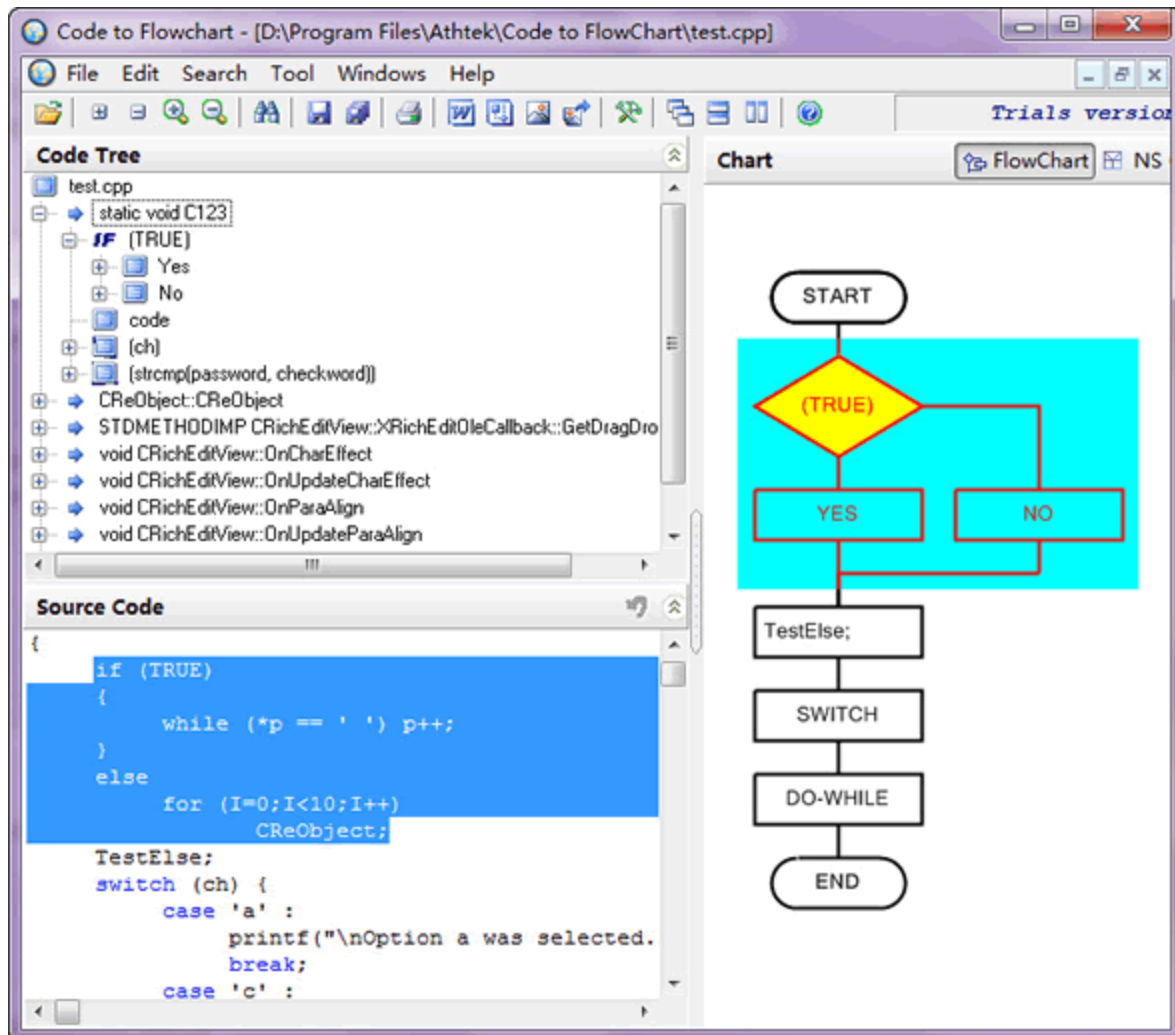 Code to Flowchart - [D:\Program Files\Athtek\Code to FlowChart\test.cpp]
File Edit Search Tool Windows Help
Trials version
Code Tree
test.cpp
static void C123
IF (TRUE)
Yes
No
code
(ch)
(strcmp(password, checkword))
CReObject::CReObject
STDMETHODIMP CRichEditView::XRichEditOleCallback::GetDragDro
void CRichEditView::OnCharEffect
void CRichEditView::OnUpdateCharEffect
void CRichEditView::OnParaAlign
void CRichEditView::OnUpdateParaAlign
Source Code
{
if (TRUE)
{
while (*p == ' ') p++;
}
else
for (I=0;I<10;I++)
CReObject;
TestElse;
switch (ch) {
case 'a' :
printf("\nOption a was selected.
break;
case 'c' :
Chart FlowChart NS
START
(TRUE)
YES NO
TestElse;
SWITCH
DO-WHILE
END